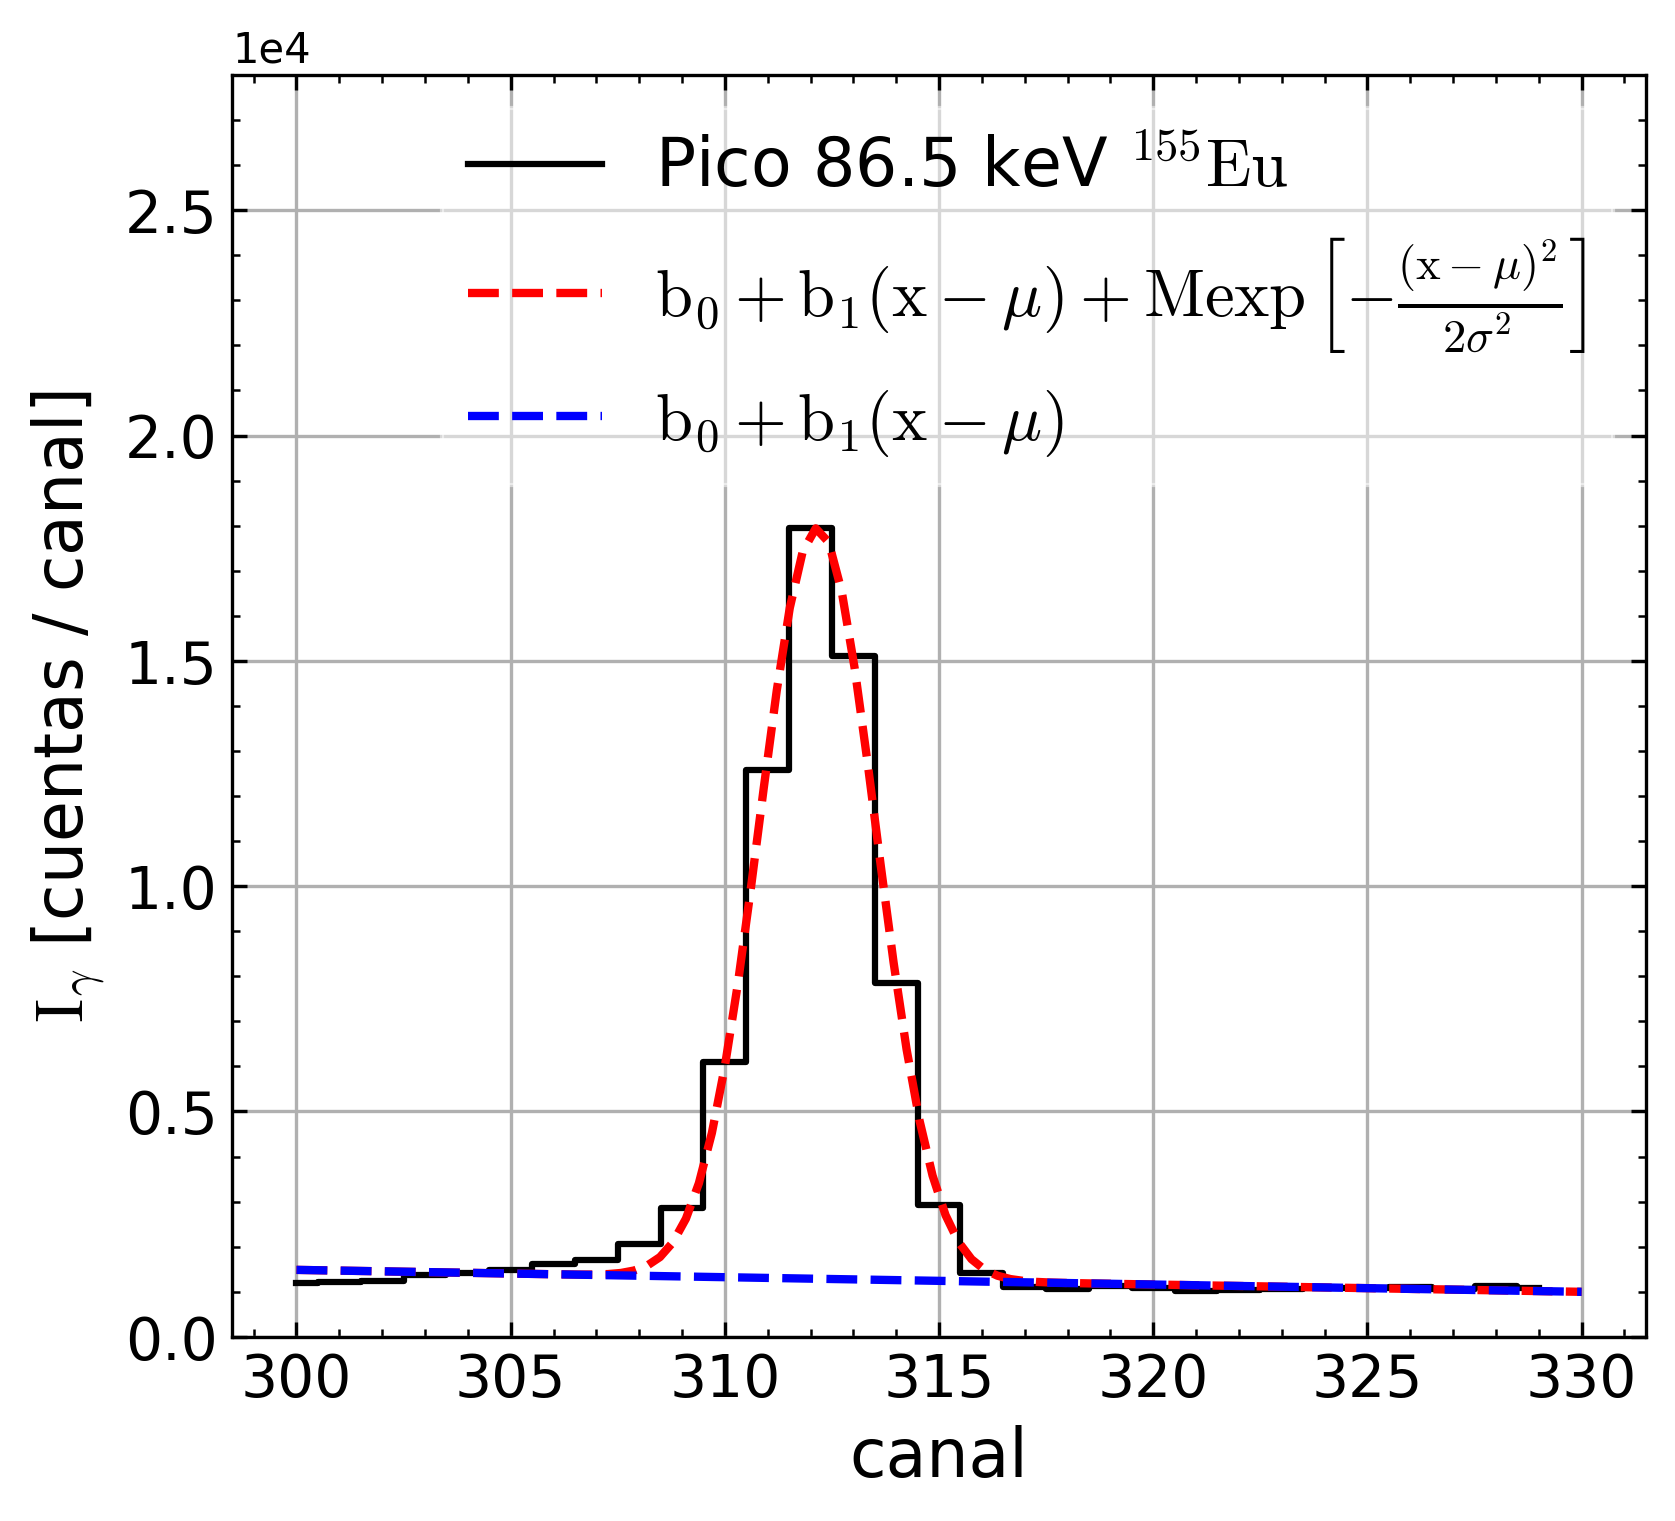 1e4
Pico 86.5 keV ¹⁵⁵Eu
b₀ + b₁(x − μ) + Mexp [−(x − μ)²/2σ²]
b₀ + b₁(x − μ)
I_γ [cuentas / canal]
2.5
2.0
1.5
1.0
0.5
0.0
300 305 310 315 320 325 330
canal